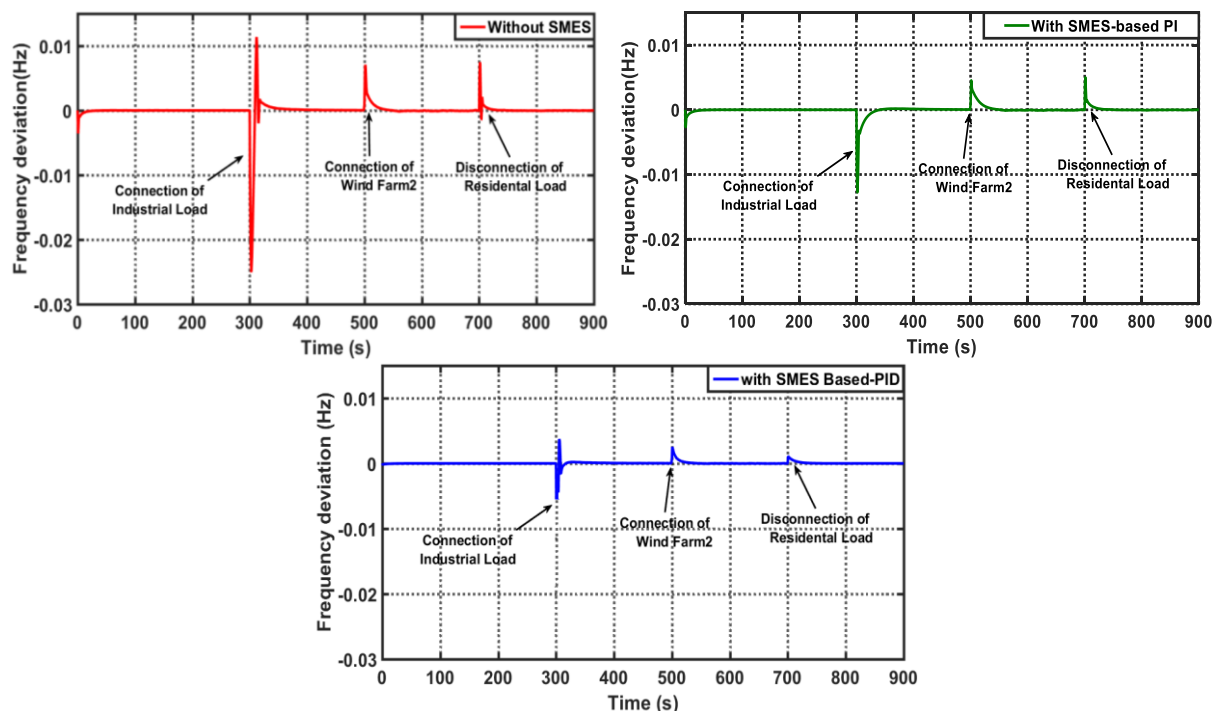 Without SMES
Frequency deviation(Hz)
0.01
0
-0.01
-0.02
-0.03
Connection of
Industrial Load
Connection of
Wind Farm2
Disconnection of
Residental Load
0 100 200 300 400 500 600 700 800 900
Time (s)
With SMES-based PI
Frequency deviation(Hz)
0.01
0
-0.01
-0.02
-0.03
Connection of
Industrial Load
Connection of
Wind Farm2
Disconnection of
Residental Load
0 100 200 300 400 500 600 700 800 900
Time (s)
with SMES Based-PID
Frequency deviation (Hz)
0.01
0
-0.01
-0.02
-0.03
Connection of
Industrial Load
Connection of
Wind Farm2
Disconnection of
Residental Load
0 100 200 300 400 500 600 700 800 900
Time (s)